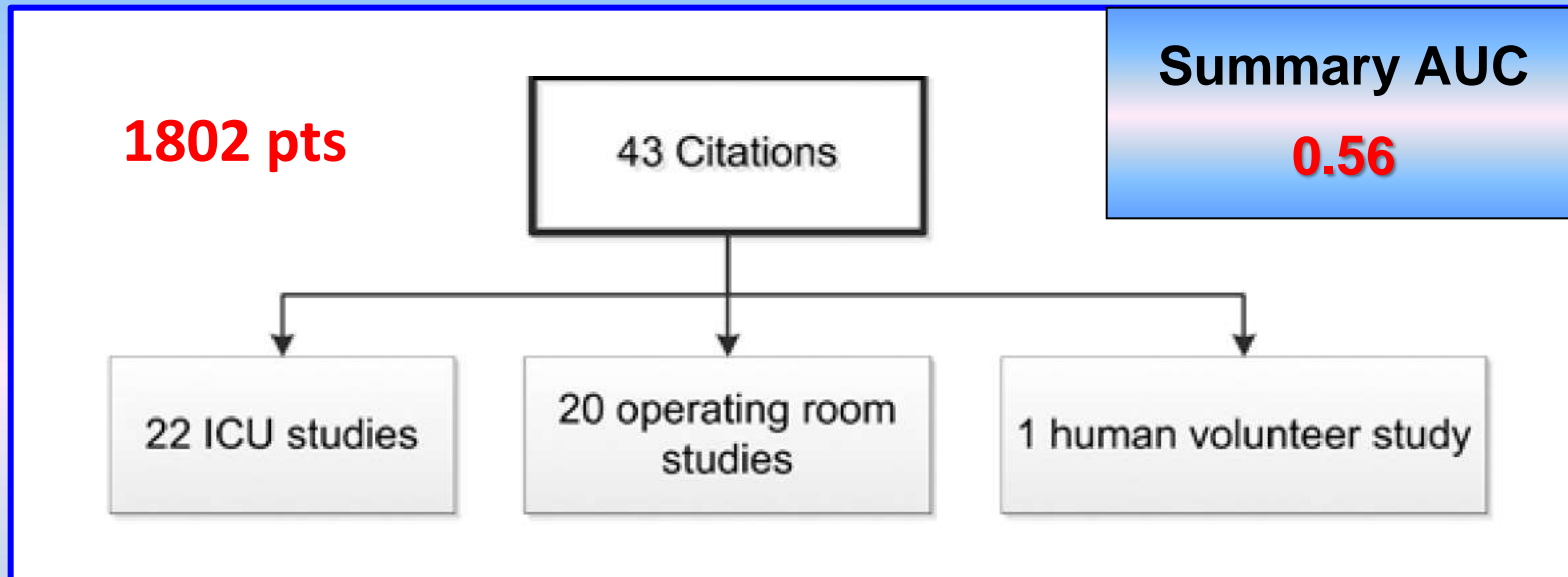 Summary AUC
0.56
1802 pts
43 Citations
22 ICU studies
20 operating room
studies
1 human volunteer study